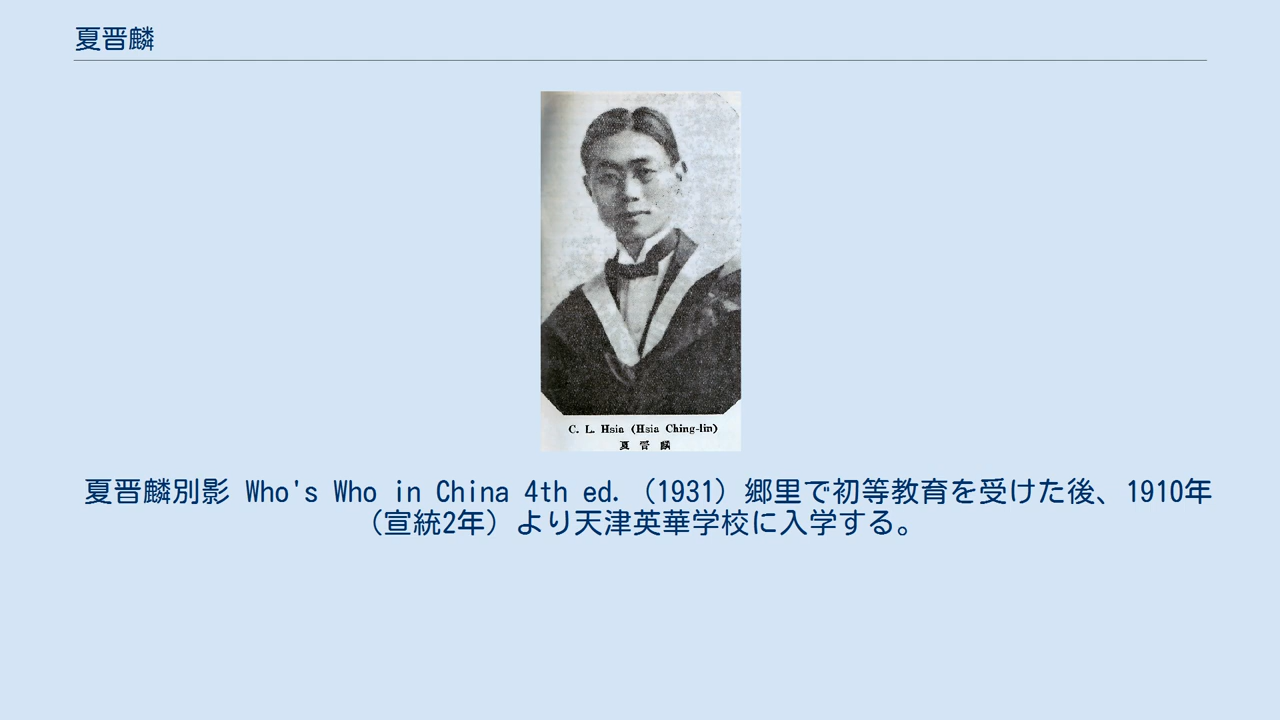 夏晋麟
C. L. Hsia (Hsia Ching-lin)
夏晋麟
夏晋麟別影 Who's Who in China 4th ed.（1931）郷里で初等教育を受けた後、1910年
（宣統2年）より天津英華学校に入学する。